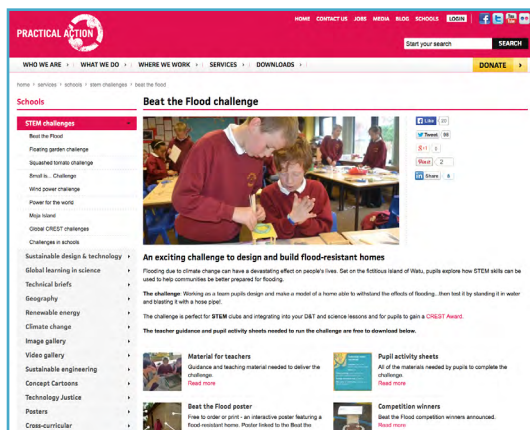 HOME CONTACT US JOBS MEDIA BLOG SCHOOLS LOGIN
PRACTICAL ACTION
Start your search SEARCH
WHO WE ARE WHAT WE DO WHERE WE WORK SERVICES DOWNLOADS DONATE
home › services › schools › stem challenges › beat the flood
Schools
Beat the Flood challenge
STEM challenges
Beat the Flood
Floating garden challenge
Squashed tomato challenge
Small is... Challenge
Wind power challenge
Power for the world
Moja Island
Global CREST challenges
Challenges in schools
Sustainable design & technology
Global learning in science
Technical briefs
Geography
Renewable energy
Climate change
Image gallery
Video gallery
Sustainable engineering
Concept Cartoons
Technology Justice
Posters
Cross-curricular
Like
Tweet
Share
An exciting challenge to design and build flood-resistant homes
Flooding due to climate change can have a devastating effect on people's lives. Set on the fictitious island of Watu, pupils explore how STEM skills can be
used to help communities be better prepared for flooding.
The challenge: Working as a team pupils design and make a model of a home able to withstand the effects of flooding...then test it by standing it in water
and blasting it with a hose pipe!.
The challenge is perfect for STEM clubs and integrating into your D&T and science lessons and for pupils to gain a CREST Award.
The teacher guidance and pupil activity sheets needed to run the challenge are free to download below.
Material for teachers
Guidance and teaching material needed to deliver the
challenge.
Read more
Pupil activity sheets
All of the materials needed by pupils to complete the
challenge.
Read more
Beat the Flood poster
Free to order or print - an interactive poster featuring a
flood-resistant home. Poster linked to the Beat the
Competition winners
Beat the Flood competition winners announced.
Read more